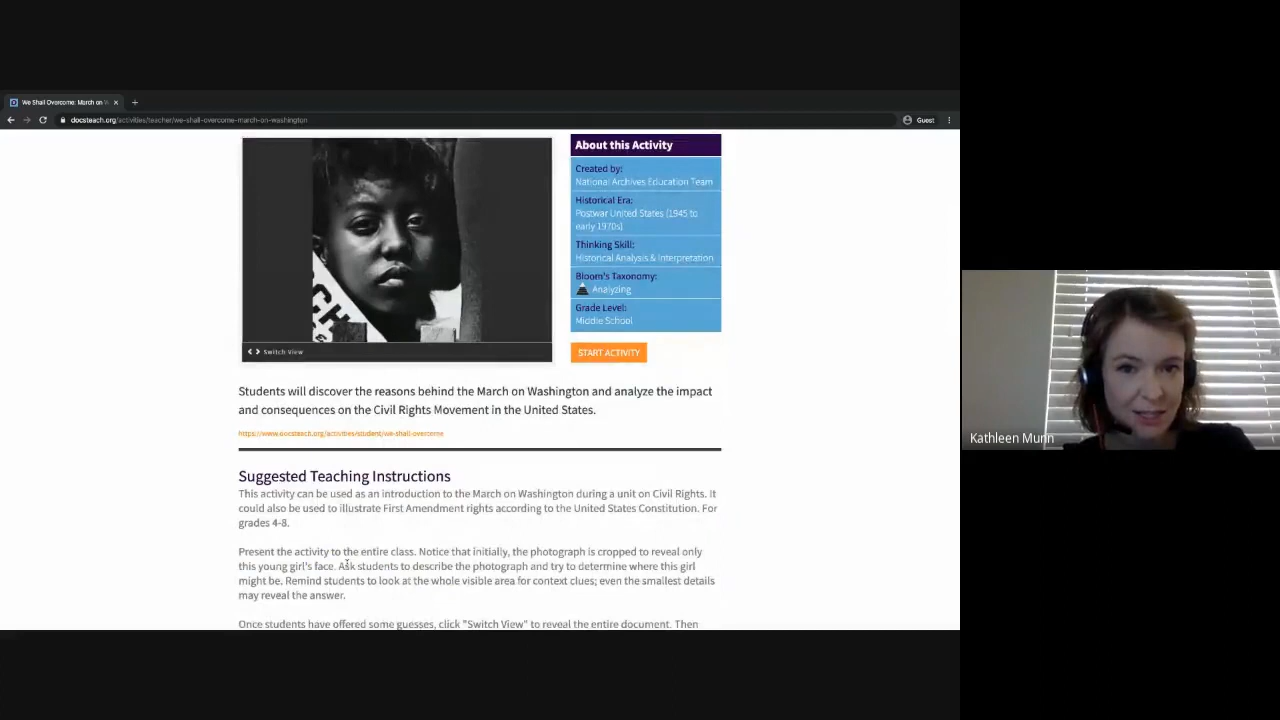 We Shall Overcome: March on W
docsteach.org/activities/teacher/we-shall-overcome-march-on-washington
Guest
Switch View
About this Activity
Created by:
National Archives Education Team
Historical Era:
Postwar United States (1945 to
early 1970s)
Thinking Skill:
Historical Analysis & Interpretation
Bloom's Taxonomy:
Analyzing
Grade Level:
Middle School
START ACTIVITY
Students will discover the reasons behind the March on Washington and analyze the impact
and consequences on the Civil Rights Movement in the United States.
https://www.docsteach.org/activities/student/we-shall-overcome
Suggested Teaching Instructions
This activity can be used as an introduction to the March on Washington during a unit on Civil Rights. It
could also be used to illustrate First Amendment rights according to the United States Constitution. For
grades 4-8.
Present the activity to the entire class. Notice that initially, the photograph is cropped to reveal only
this young girl's face. Ask students to describe the photograph and try to determine where this girl
might be. Remind students to look at the whole visible area for context clues; even the smallest details
may reveal the answer.
Once students have offered some guesses, click "Switch View" to reveal the entire document. Then
Kathleen Munn